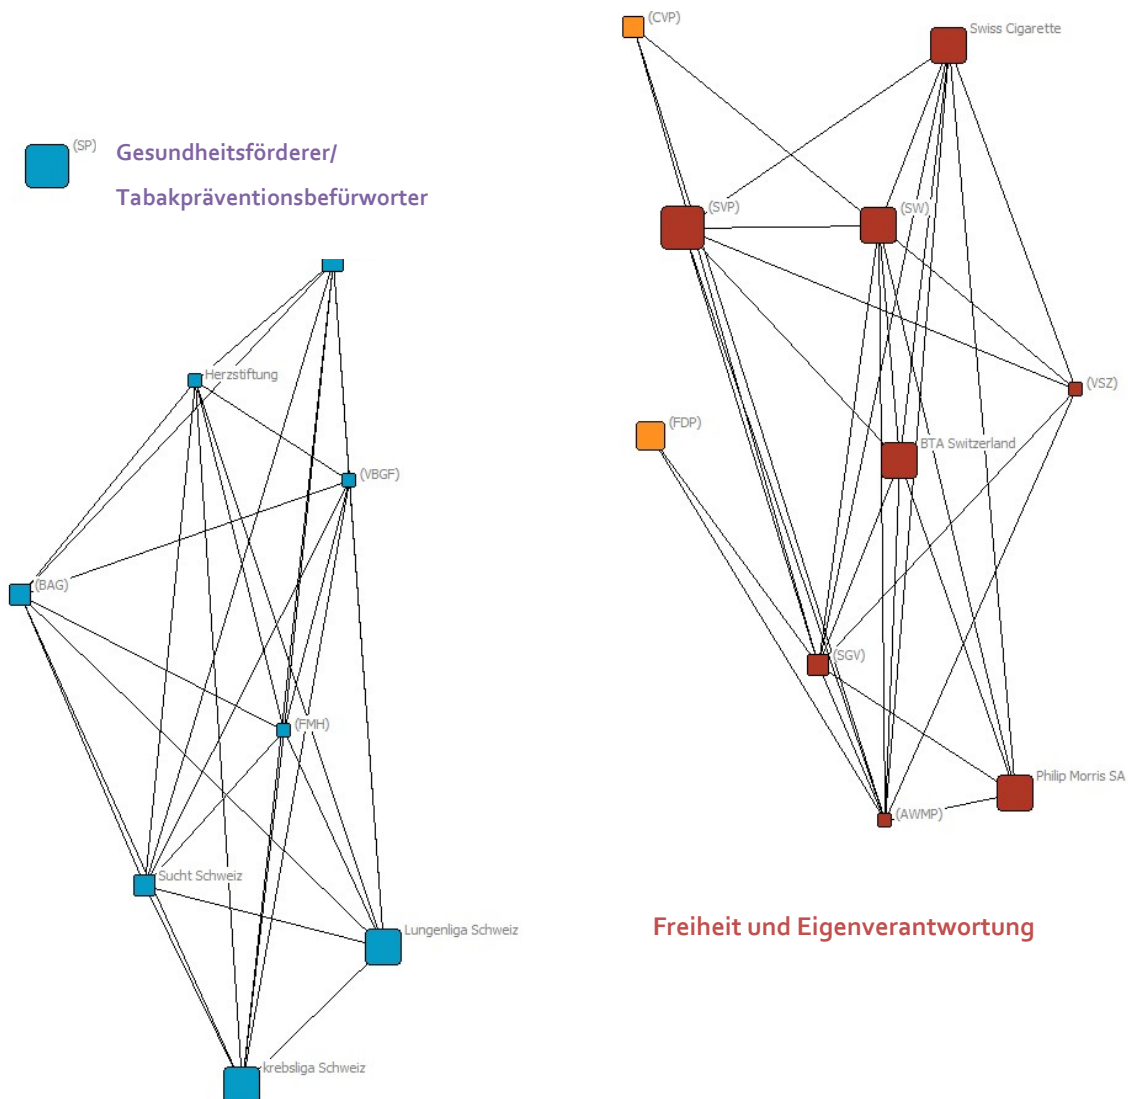 (SP)
Gesundheitsförderer/
Tabakpräventionsbefürworter
Herzstiftung
(VBGF)
(BAG)
(FMH)
Sucht Schweiz
Lungenliga Schweiz
krebsliga Schweiz
(CVP)
Swiss Cigarette
(SVP)
(SW)
(VSZ)
(FDP)
BTA Switzerland
(SGV)
Philip Morris SA
(AWMP)
Freiheit und Eigenverantwortung